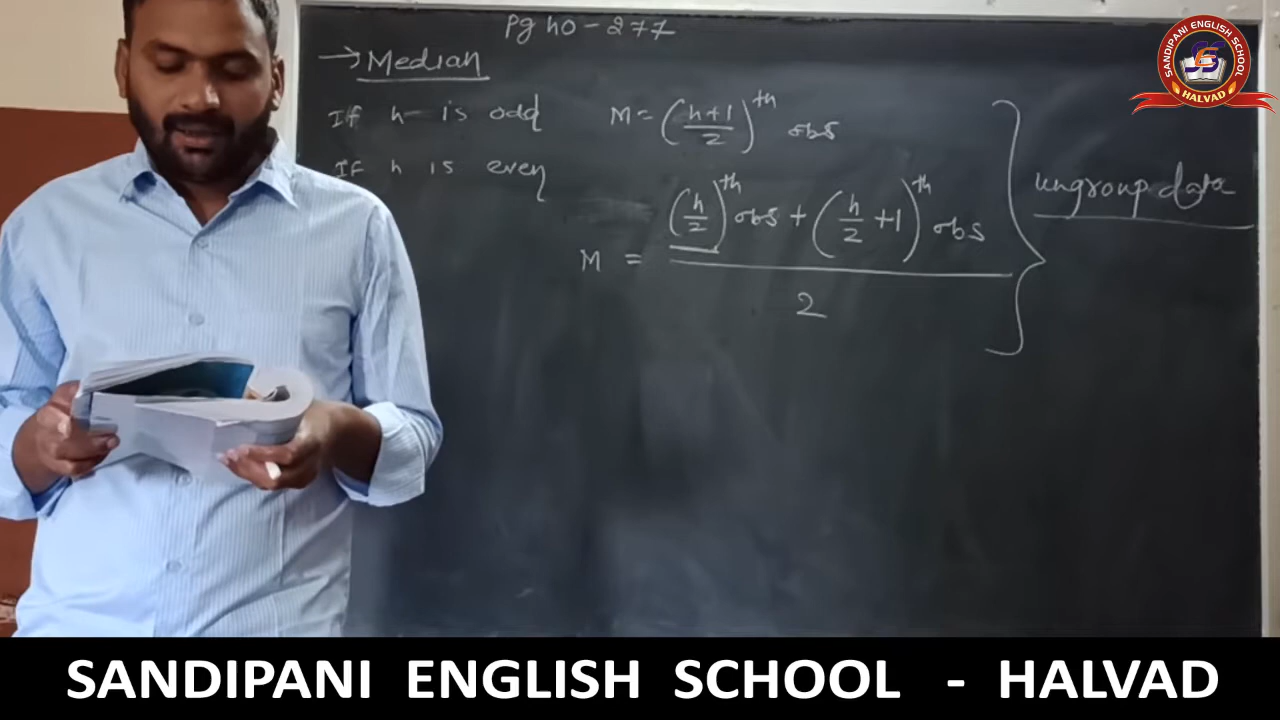 Pg no - 277
→ Median
If n is odd M = (n+1/2)^th obs
If n is even
M = (n/2)^th obs + (n/2 + 1)^th obs / 2
ungroup data
SANDIPANI ENGLISH SCHOOL
SES
HALVAD
SANDIPANI ENGLISH SCHOOL - HALVAD